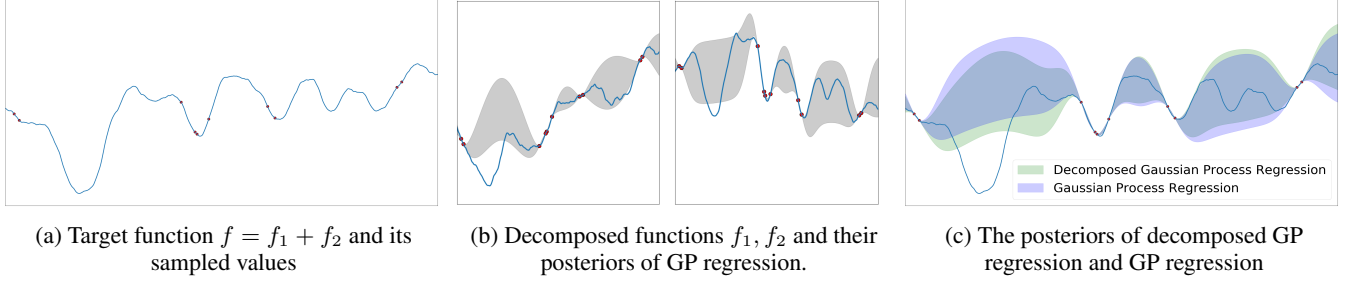 Decomposed Gaussian Process Regression
Gaussian Process Regression
(a) Target function f = f₁ + f₂ and its
sampled values
(b) Decomposed functions f₁, f₂ and their
posteriors of GP regression.
(c) The posteriors of decomposed GP
regression and GP regression